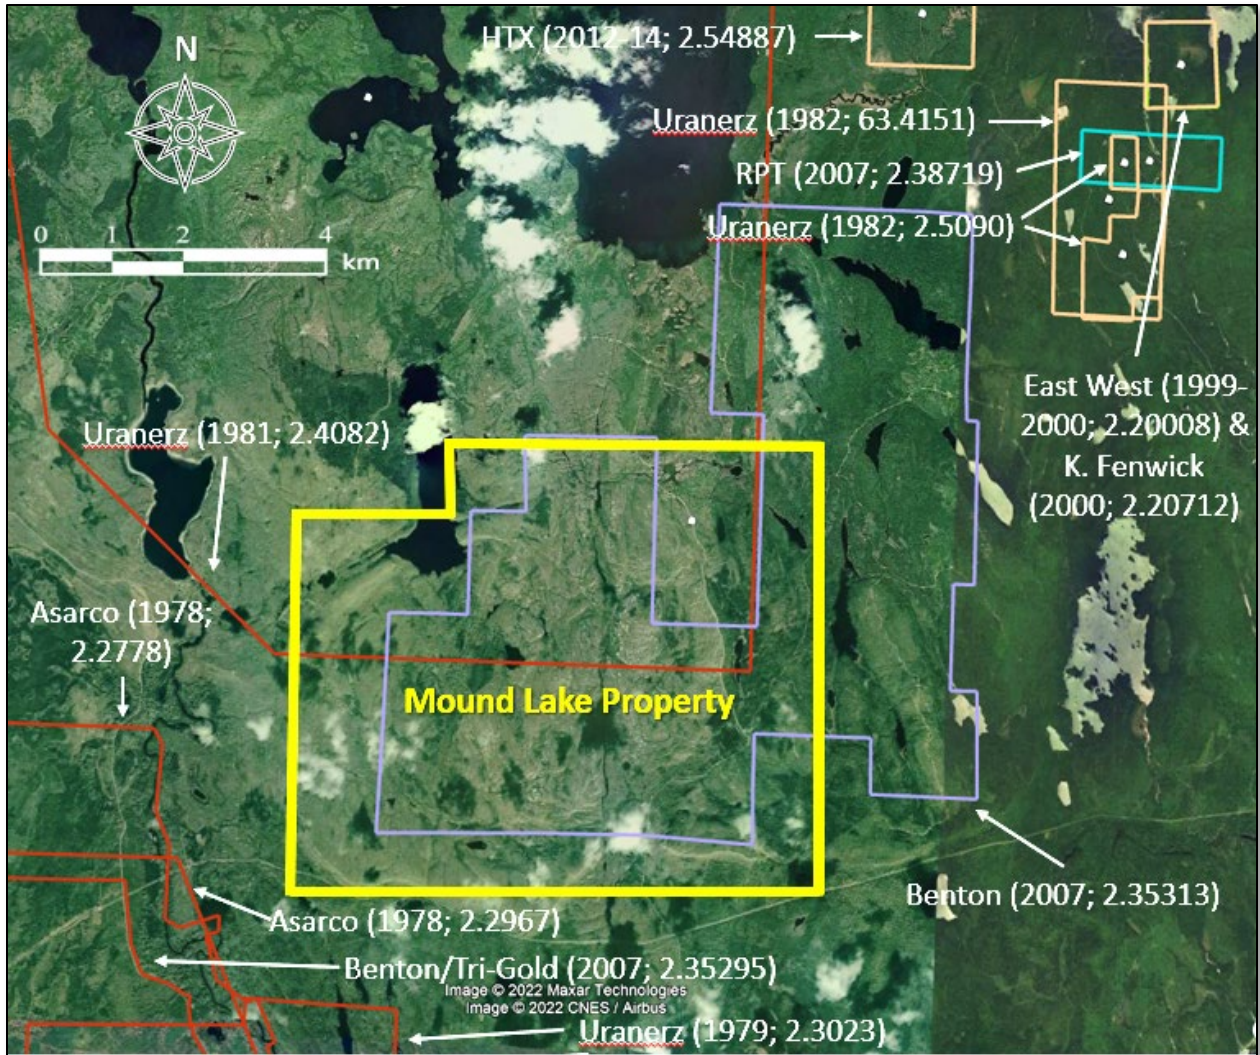 HTX (2012-14; 2.54887)
N
Uranerz (1982; 63.4151)
RPT (2007; 2.38719)
Uranerz (1982; 2.5090)
0 1 2 4
km
East West (1999-
2000; 2.20008) &
K. Fenwick
(2000; 2.20712)
Uranerz (1981; 2.4082)
Asarco (1978;
2.2778)
Mound Lake Property
Benton (2007; 2.35313)
Asarco (1978; 2.2967)
Benton/Tri-Gold (2007; 2.35295)
Image © 2022 Maxar Technologies
Image © 2022 CNES / Airbus
Uranerz (1979; 2.3023)